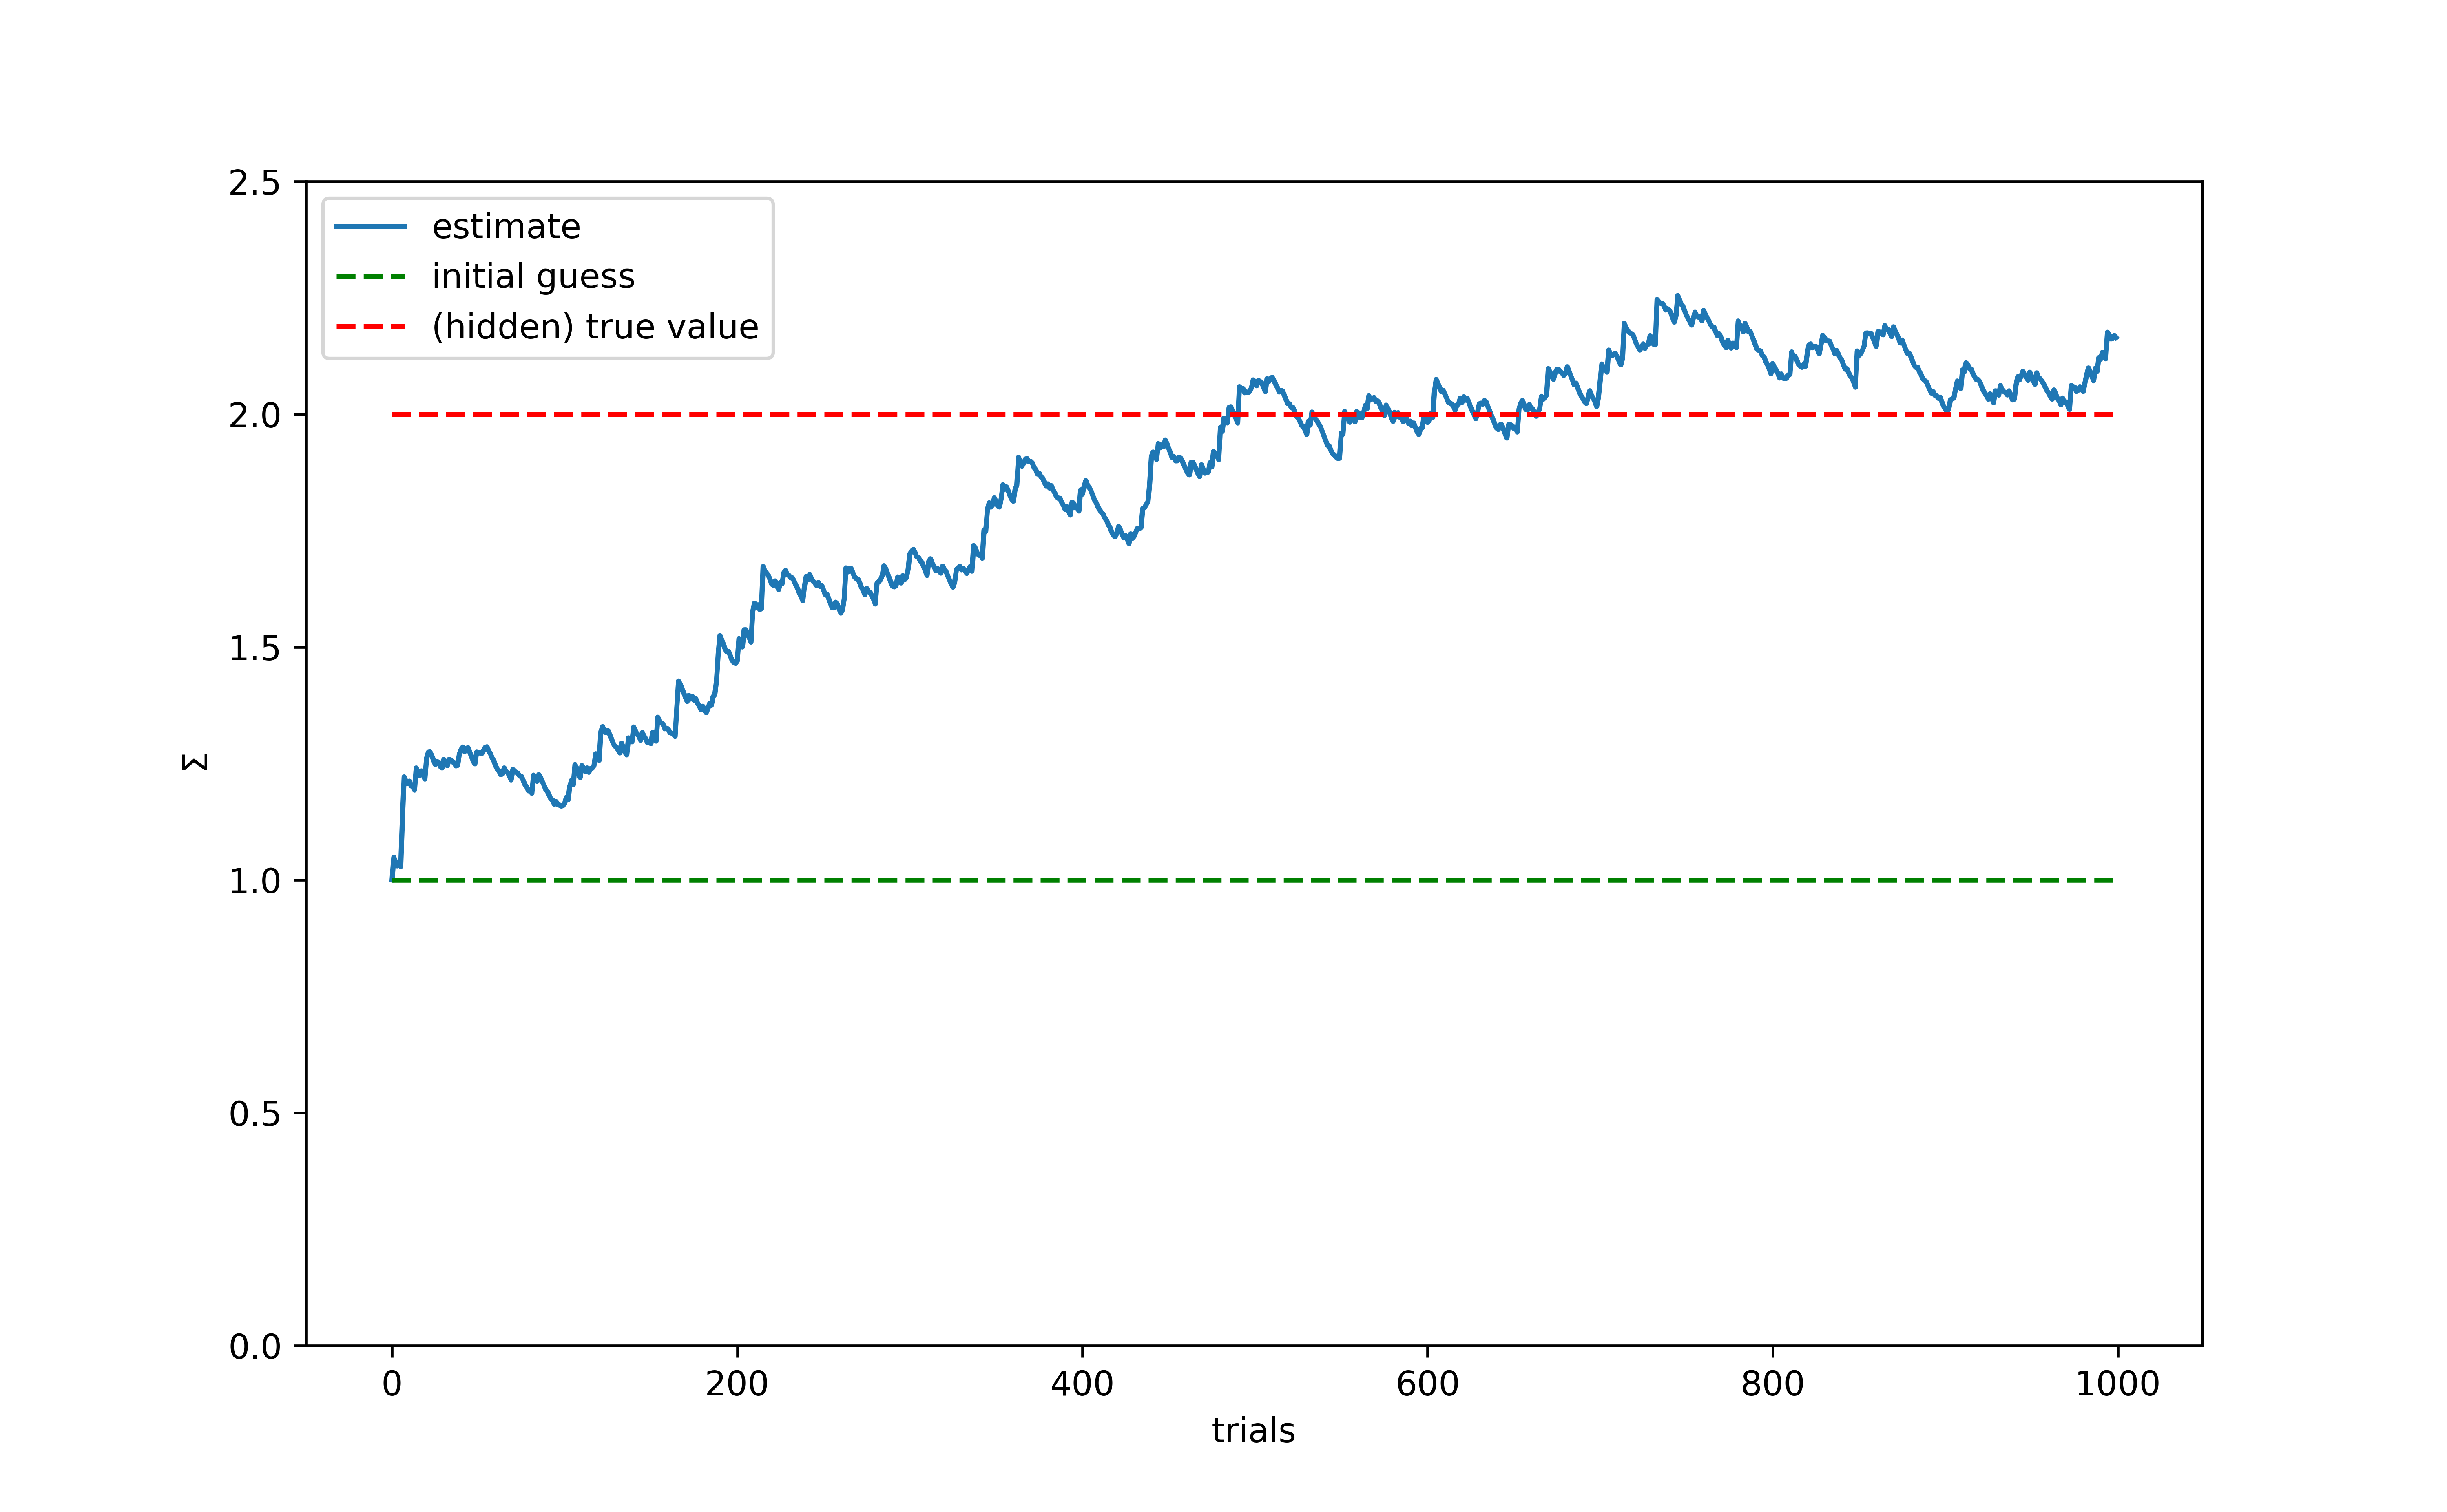 2.5
estimate
initial guess
(hidden) true value
2.0
1.5
Σ
1.0
0.5
0.0
0 200 400 600 800 1000
trials